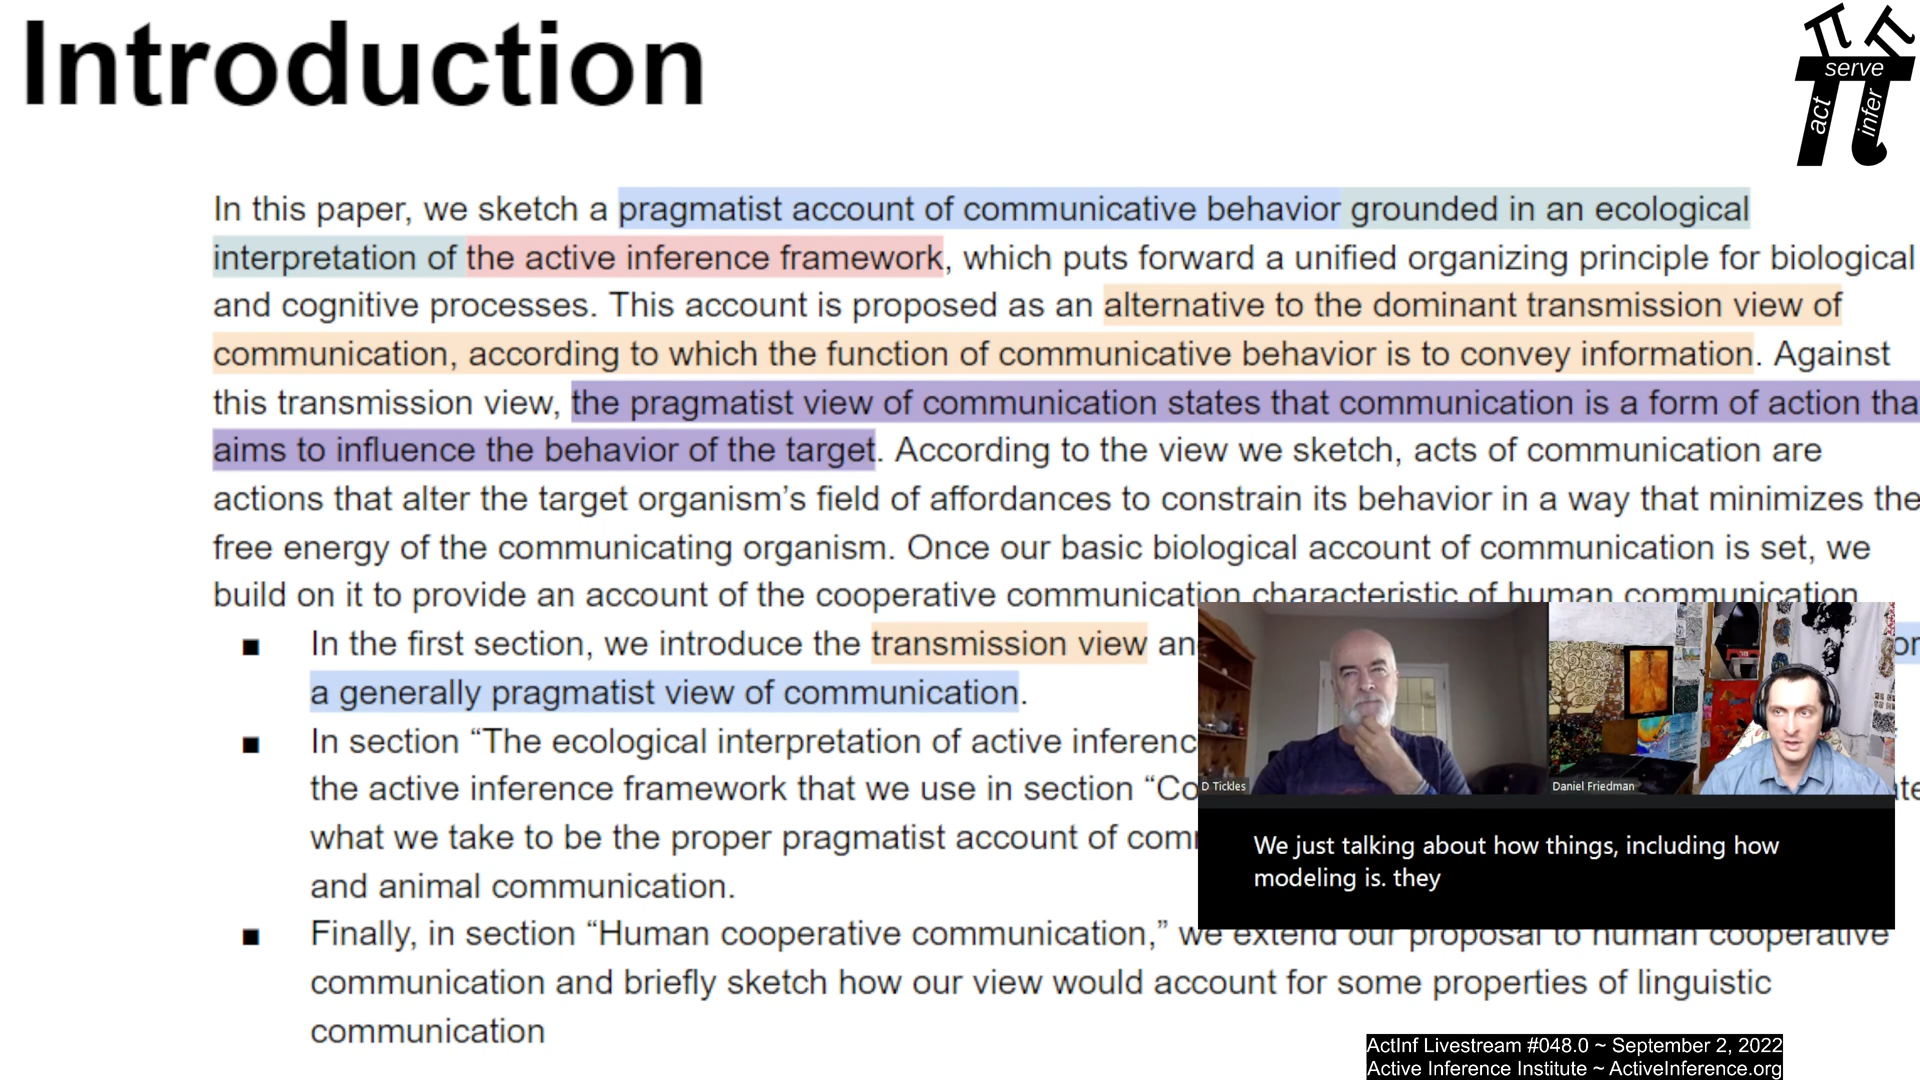 Introduction
serve
act
infer
In this paper, we sketch a pragmatist account of communicative behavior grounded in an ecological
interpretation of the active inference framework, which puts forward a unified organizing principle for biological
and cognitive processes. This account is proposed as an alternative to the dominant transmission view of
communication, according to which the function of communicative behavior is to convey information. Against
this transmission view, the pragmatist view of communication states that communication is a form of action tha
aims to influence the behavior of the target. According to the view we sketch, acts of communication are
actions that alter the target organism’s field of affordances to constrain its behavior in a way that minimizes the
free energy of the communicating organism. Once our basic biological account of communication is set, we
build on it to provide an account of the cooperative communication characteristic of human communication
■ In the first section, we introduce the transmission view an
a generally pragmatist view of communication.
■ In section “The ecological interpretation of active inferenc
the active inference framework that we use in section “Co
what we take to be the proper pragmatist account of com
and animal communication.
■ Finally, in section “Human cooperative communication,” we extend our proposal to human cooperative
communication and briefly sketch how our view would account for some properties of linguistic
communication
D Tickles
Daniel Friedman
We just talking about how things, including how
modeling is. they
ActInf Livestream #048.0 ~ September 2, 2022
Active Inference Institute ~ ActiveInference.org